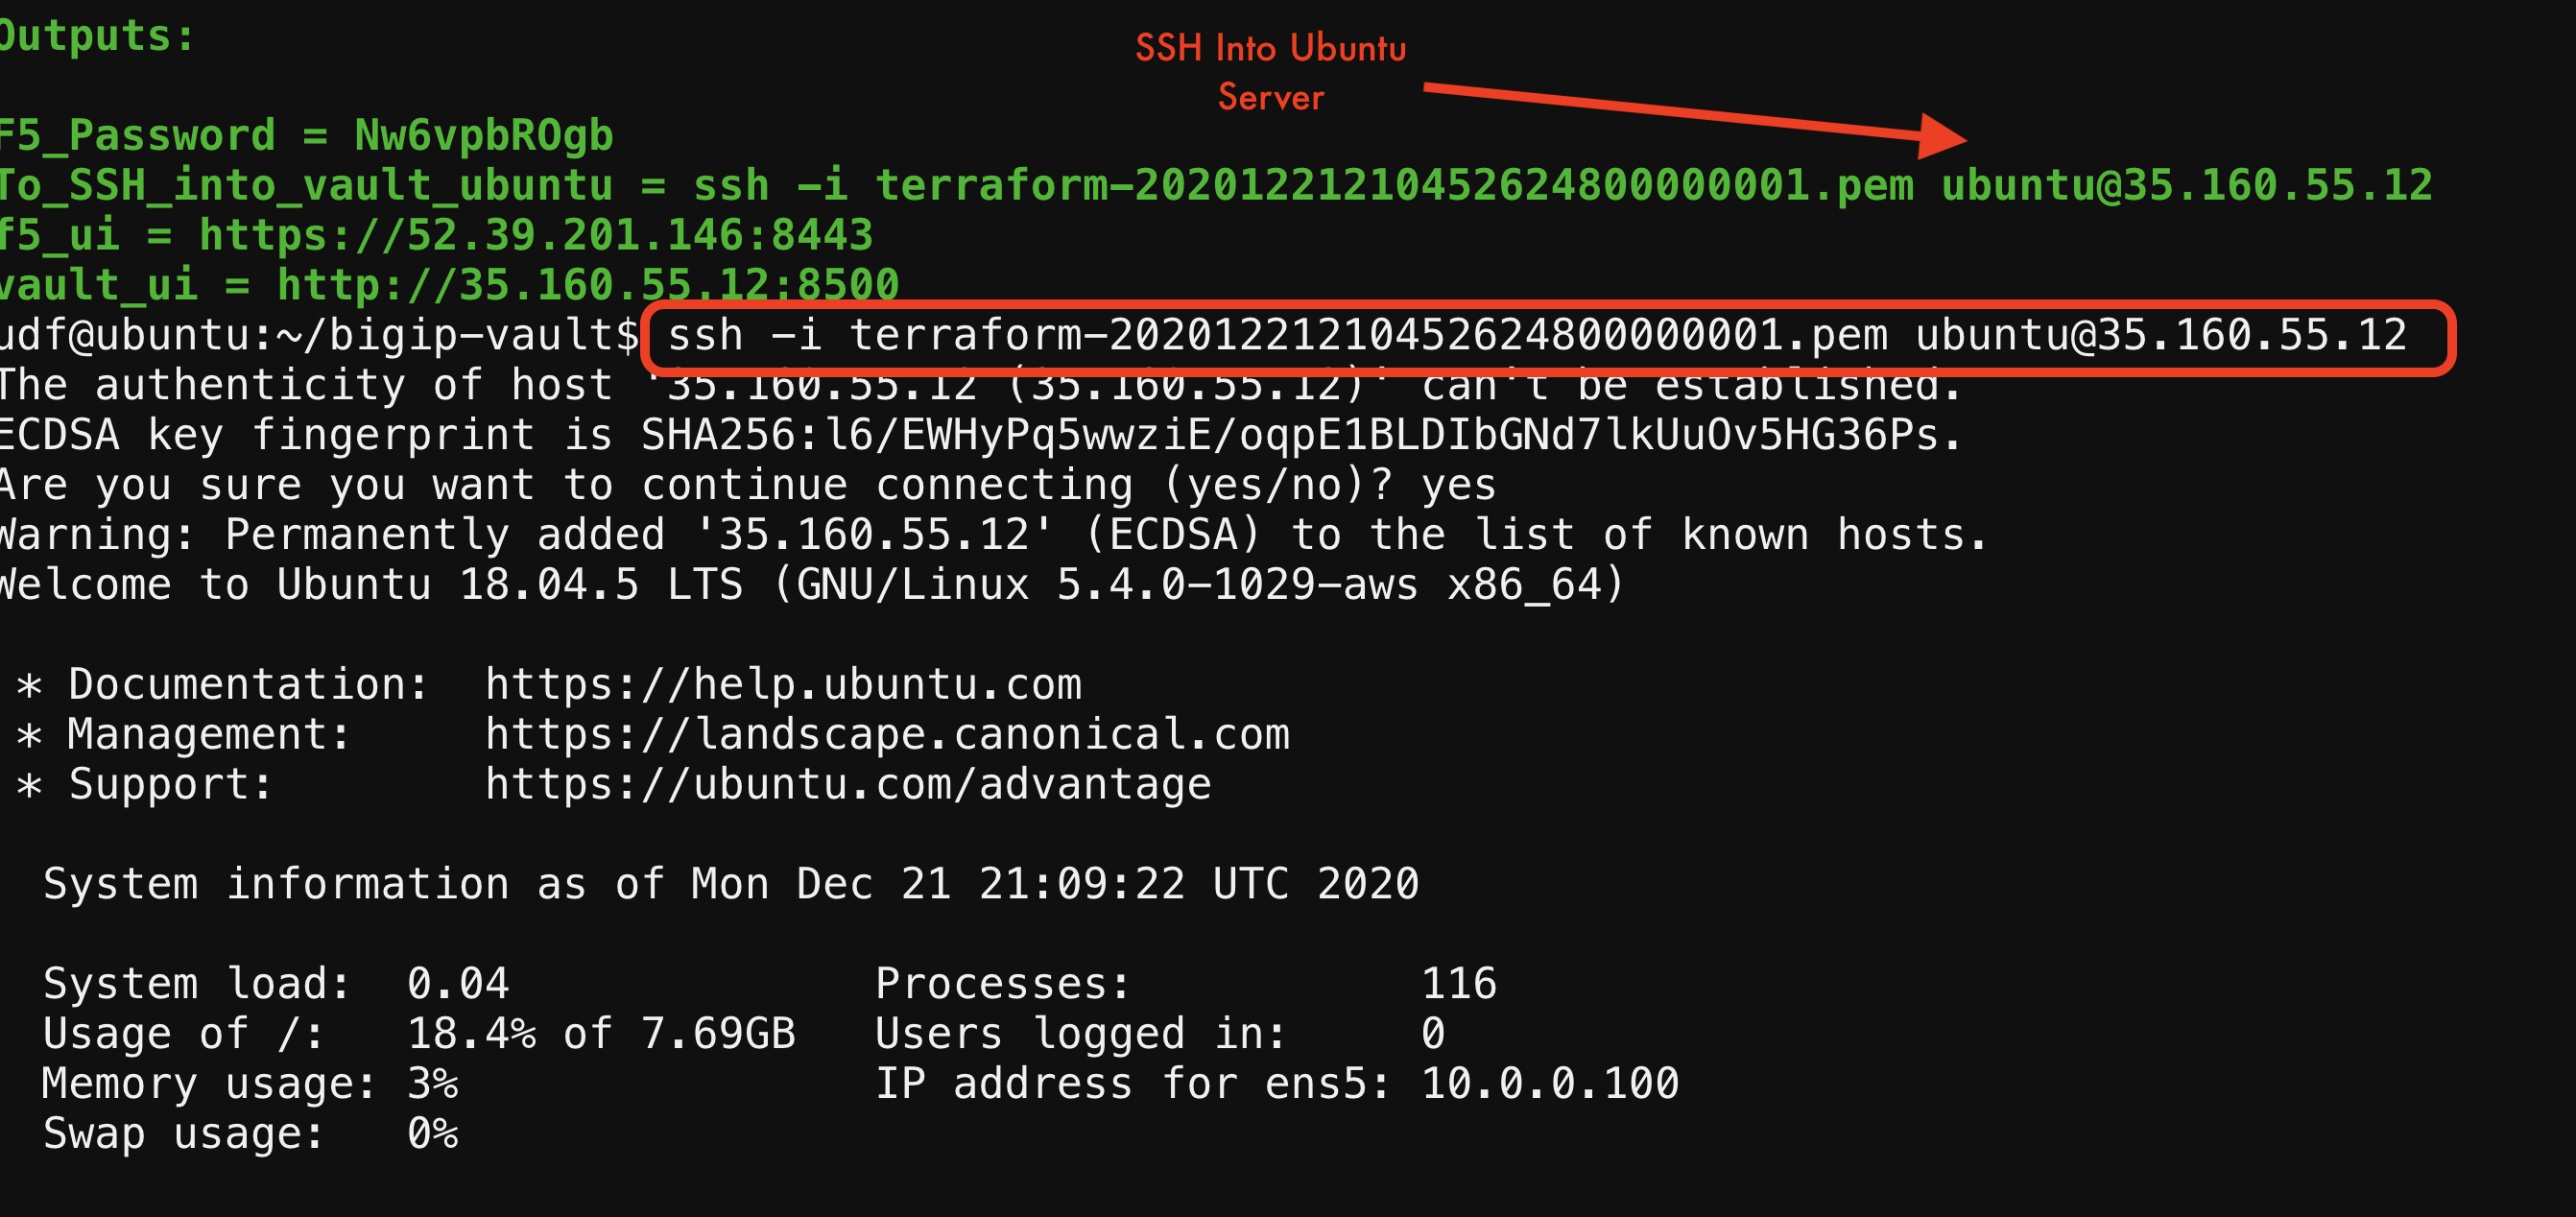 Outputs:
SSH Into Ubuntu
Server
F5_Password = Nw6vpbROgb
To_SSH_into_vault_ubuntu = ssh -i terraform-20201221210452624800000001.pem ubuntu@35.160.55.12
f5_ui = https://52.39.201.146:8443
vault_ui = http://35.160.55.12:8500
udf@ubuntu:~/bigip-vault$ ssh -i terraform-20201221210452624800000001.pem ubuntu@35.160.55.12
The authenticity of host '35.160.55.12 (35.160.55.12)' can't be established.
ECDSA key fingerprint is SHA256:l6/EWHyPq5wwziE/oqpE1BLDIbGNd7lkUuOv5HG36Ps.
Are you sure you want to continue connecting (yes/no)? yes
Warning: Permanently added '35.160.55.12' (ECDSA) to the list of known hosts.
Welcome to Ubuntu 18.04.5 LTS (GNU/Linux 5.4.0-1029-aws x86_64)
* Documentation:  https://help.ubuntu.com
* Management:     https://landscape.canonical.com
* Support:        https://ubuntu.com/advantage
System information as of Mon Dec 21 21:09:22 UTC 2020
System load:  0.04              Processes:           116
Usage of /:   18.4% of 7.69GB   Users logged in:     0
Memory usage: 3%                IP address for ens5: 10.0.0.100
Swap usage:   0%